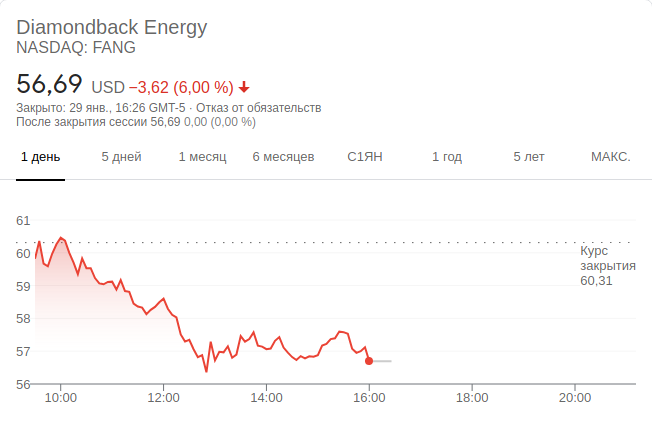 Diamondback Energy
NASDAQ: FANG
56,69 USD −3,62 (6,00 %)
Закрыто: 29 янв., 16:26 GMT-5 · Отказ от обязательств
После закрытия сессии 56,69 0,00 (0,00 %)
1 день 5 дней 1 месяц 6 месяцев С1ЯН 1 год 5 лет МАКС.
61
60
59
58
57
56
Курс
закрытия
60,31
10:00 12:00 14:00 16:00 18:00 20:00